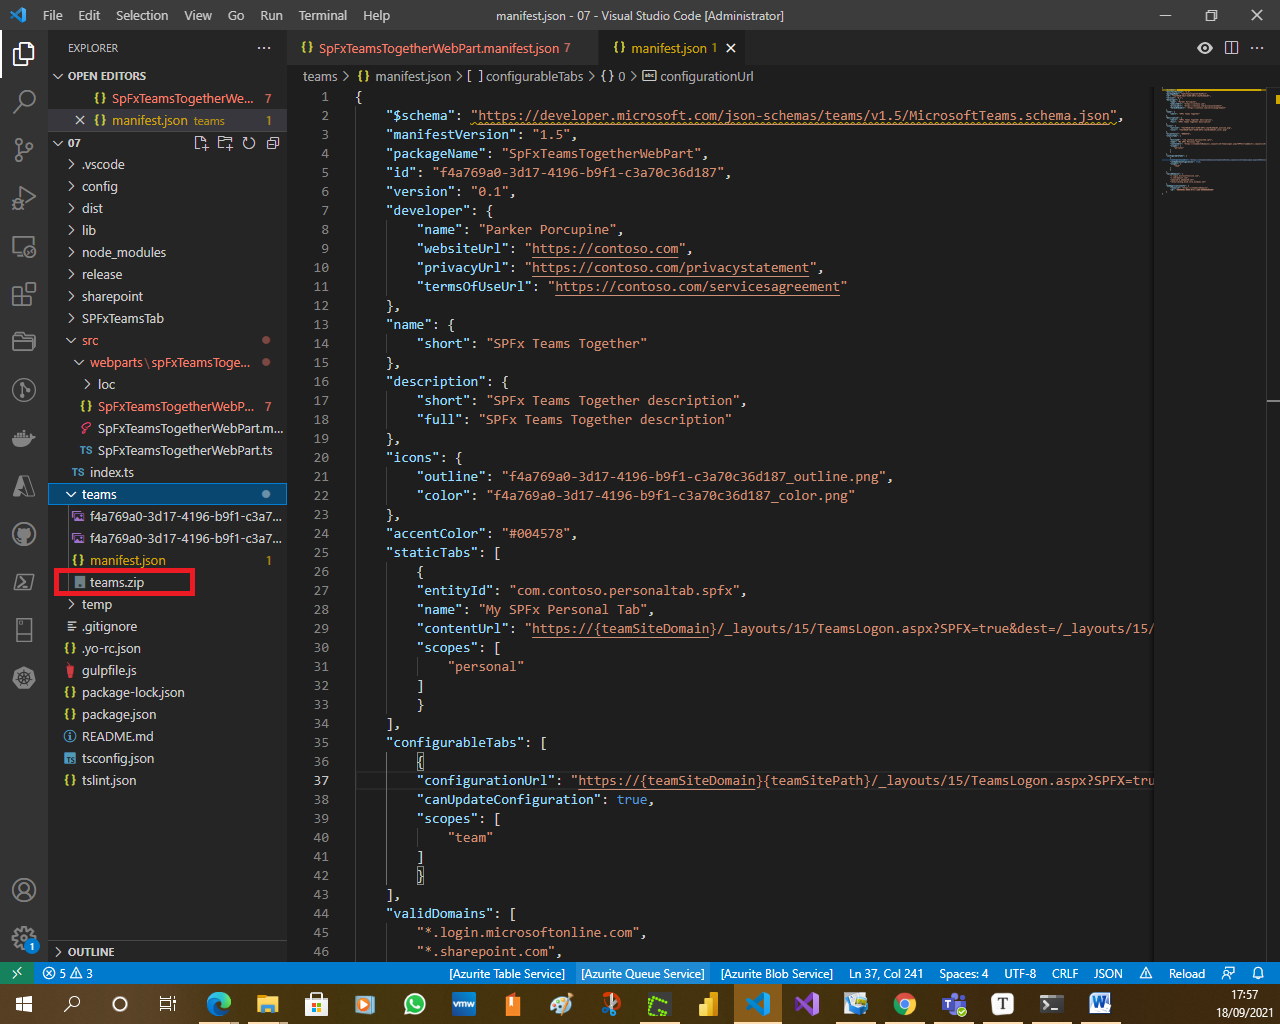 File Edit Selection View Go Run Terminal Help manifest.json - 07 - Visual Studio Code [Administrator]
EXPLORER
OPEN EDITORS
SpFxTeamsTogetherWe... 7
manifest.json teams 1
07
.vscode
config
dist
lib
node_modules
release
sharepoint
SPFxTeamsTab
src
webparts\spFxTeamsToge...
loc
SpFxTeamsTogetherWebP... 7
SpFxTeamsTogetherWebPart.m...
TS SpFxTeamsTogetherWebPart.ts
TS index.ts
teams
f4a769a0-3d17-4196-b9f1-c3a7...
f4a769a0-3d17-4196-b9f1-c3a7...
manifest.json 1
teams.zip
temp
.gitignore
.yo-rc.json
gulpfile.js
package-lock.json
package.json
README.md
tsconfig.json
tslint.json
OUTLINE
1
SpFxTeamsTogetherWebPart.manifest.json 7 manifest.json 1
teams > {} manifest.json > [ ] configurableTabs > {} 0 > abc configurationUrl
1 {
2 "$schema": "https://developer.microsoft.com/json-schemas/teams/v1.5/MicrosoftTeams.schema.json",
3 "manifestVersion": "1.5",
4 "packageName": "SpFxTeamsTogetherWebPart",
5 "id": "f4a769a0-3d17-4196-b9f1-c3a70c36d187",
6 "version": "0.1",
7 "developer": {
8 "name": "Parker Porcupine",
9 "websiteUrl": "https://contoso.com",
10 "privacyUrl": "https://contoso.com/privacystatement",
11 "termsOfUseUrl": "https://contoso.com/servicesagreement"
12 },
13 "name": {
14 "short": "SPFx Teams Together"
15 },
16 "description": {
17 "short": "SPFx Teams Together description",
18 "full": "SPFx Teams Together description"
19 },
20 "icons": {
21 "outline": "f4a769a0-3d17-4196-b9f1-c3a70c36d187_outline.png",
22 "color": "f4a769a0-3d17-4196-b9f1-c3a70c36d187_color.png"
23 },
24 "accentColor": "#004578",
25 "staticTabs": [
26 {
27 "entityId": "com.contoso.personaltab.spfx",
28 "name": "My SPFx Personal Tab",
29 "contentUrl": "https://{teamSiteDomain}/_layouts/15/TeamsLogon.aspx?SPFX=true&dest=/_layouts/15/
30 "scopes": [
31 "personal"
32 ]
33 }
34 ],
35 "configurableTabs": [
36 {
37 "configurationUrl": "https://{teamSiteDomain}{teamSitePath}/_layouts/15/TeamsLogon.aspx?SPFX=tru
38 "canUpdateConfiguration": true,
39 "scopes": [
40 "team"
41 ]
42 }
43 ],
44 "validDomains": [
45 "*.login.microsoftonline.com",
46 "*.sharepoint.com",
5 3 [Azurite Table Service] [Azurite Queue Service] [Azurite Blob Service] Ln 37, Col 241 Spaces: 4 UTF-8 CRLF JSON Reload
vmw T W
17:57
18/09/2021